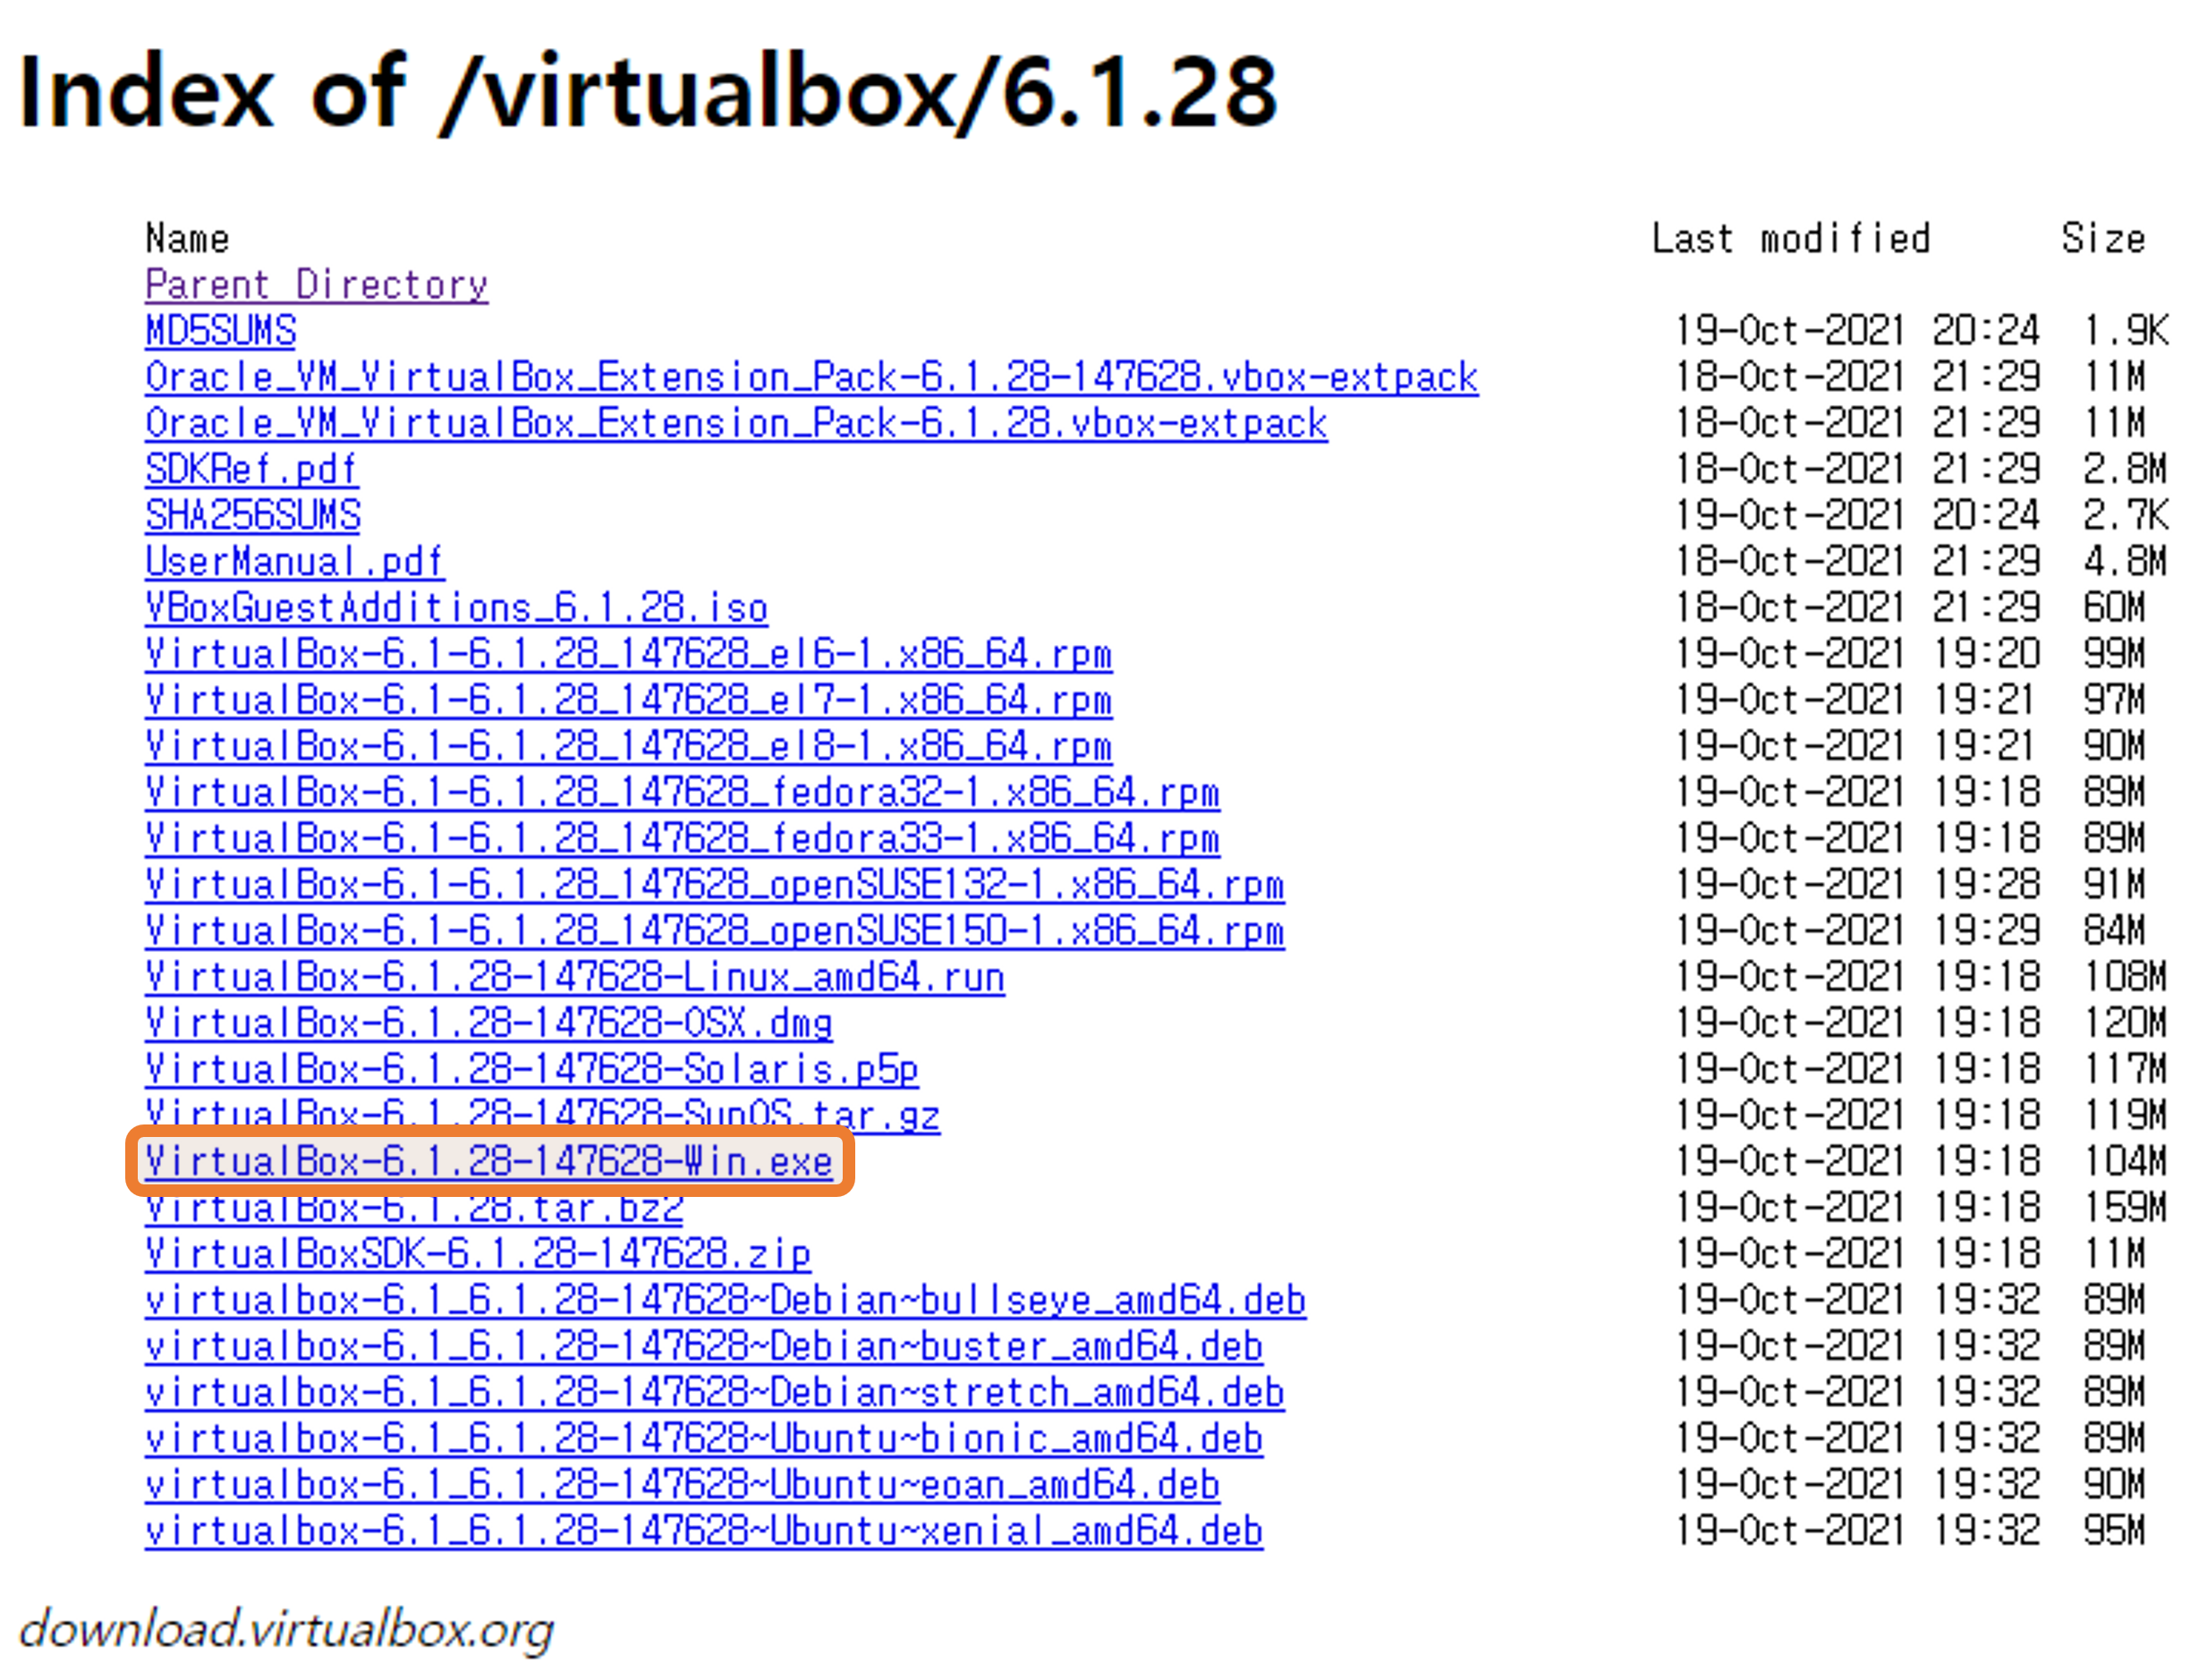 Index of /virtualbox/6.1.28
Name Last modified Size
Parent Directory
MD5SUMS 19-Oct-2021 20:24 1.9K
Oracle_VM_VirtualBox_Extension_Pack-6.1.28-147628.vbox-extpack 18-Oct-2021 21:29 11M
Oracle_VM_VirtualBox_Extension_Pack-6.1.28.vbox-extpack 18-Oct-2021 21:29 11M
SDKRef.pdf 18-Oct-2021 21:29 2.8M
SHA256SUMS 19-Oct-2021 20:24 2.7K
UserManual.pdf 18-Oct-2021 21:29 4.8M
VBoxGuestAdditions_6.1.28.iso 18-Oct-2021 21:29 60M
VirtualBox-6.1-6.1.28_147628_el6-1.x86_64.rpm 19-Oct-2021 19:20 99M
VirtualBox-6.1-6.1.28_147628_el7-1.x86_64.rpm 19-Oct-2021 19:21 97M
VirtualBox-6.1-6.1.28_147628_el8-1.x86_64.rpm 19-Oct-2021 19:21 90M
VirtualBox-6.1-6.1.28_147628_fedora32-1.x86_64.rpm 19-Oct-2021 19:18 89M
VirtualBox-6.1-6.1.28_147628_fedora33-1.x86_64.rpm 19-Oct-2021 19:18 89M
VirtualBox-6.1-6.1.28_147628_openSUSE132-1.x86_64.rpm 19-Oct-2021 19:28 91M
VirtualBox-6.1-6.1.28_147628_openSUSE150-1.x86_64.rpm 19-Oct-2021 19:29 84M
VirtualBox-6.1.28-147628-Linux_amd64.run 19-Oct-2021 19:18 108M
VirtualBox-6.1.28-147628-OSX.dmg 19-Oct-2021 19:18 120M
VirtualBox-6.1.28-147628-Solaris.p5p 19-Oct-2021 19:18 117M
VirtualBox-6.1.28-147628-SunOS.tar.gz 19-Oct-2021 19:18 119M
VirtualBox-6.1.28-147628-Win.exe 19-Oct-2021 19:18 104M
VirtualBox-6.1.28.tar.bz2 19-Oct-2021 19:18 159M
VirtualBoxSDK-6.1.28-147628.zip 19-Oct-2021 19:18 11M
virtualbox-6.1_6.1.28-147628~Debian~bullseye_amd64.deb 19-Oct-2021 19:32 89M
virtualbox-6.1_6.1.28-147628~Debian~buster_amd64.deb 19-Oct-2021 19:32 89M
virtualbox-6.1_6.1.28-147628~Debian~stretch_amd64.deb 19-Oct-2021 19:32 89M
virtualbox-6.1_6.1.28-147628~Ubuntu~bionic_amd64.deb 19-Oct-2021 19:32 89M
virtualbox-6.1_6.1.28-147628~Ubuntu~eoan_amd64.deb 19-Oct-2021 19:32 90M
virtualbox-6.1_6.1.28-147628~Ubuntu~xenial_amd64.deb 19-Oct-2021 19:32 95M
download.virtualbox.org